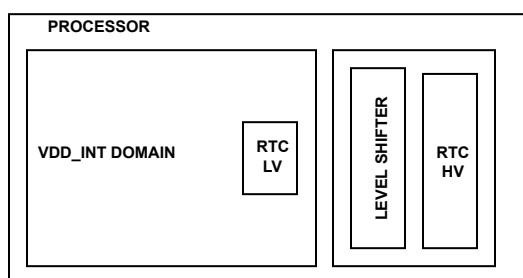 PROCESSOR
VDD_INT DOMAIN
RTC
LV
LEVEL SHIFTER
RTC
HV